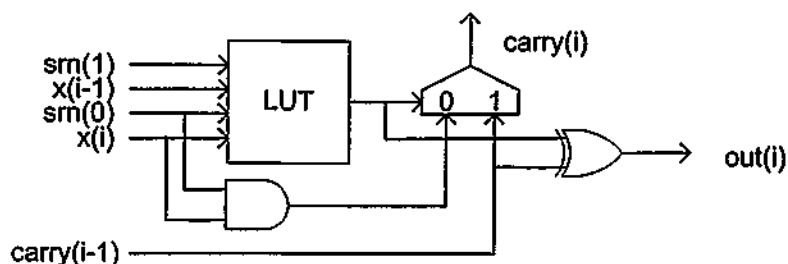 carry(i)
srn(1)
x(i-1)
srn(0)
x(i)
LUT
0 1
out(i)
carry(i-1)